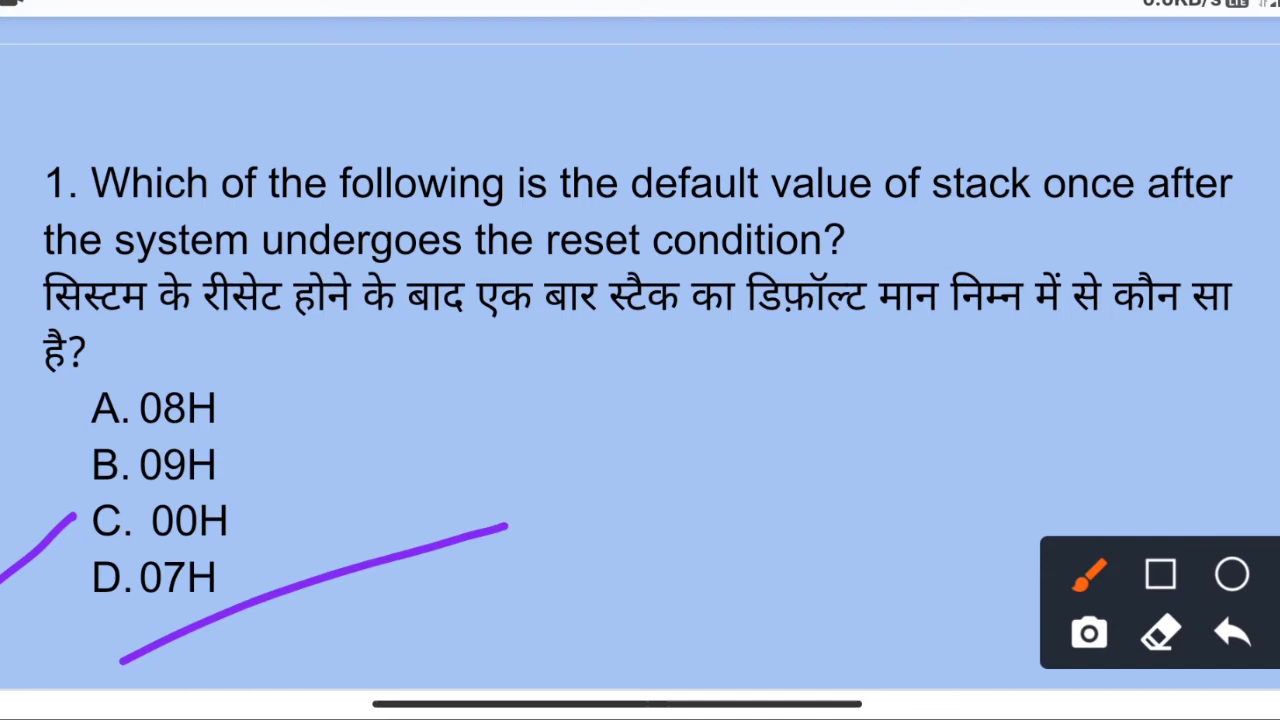 1. Which of the following is the default value of stack once after
the system undergoes the reset condition?
सिस्टम के रीसेट होने के बाद एक बार स्टैक का डिफ़ॉल्ट मान निम्न में से कौन सा
है?
A. 08H
B. 09H
C. 00H
D. 07H